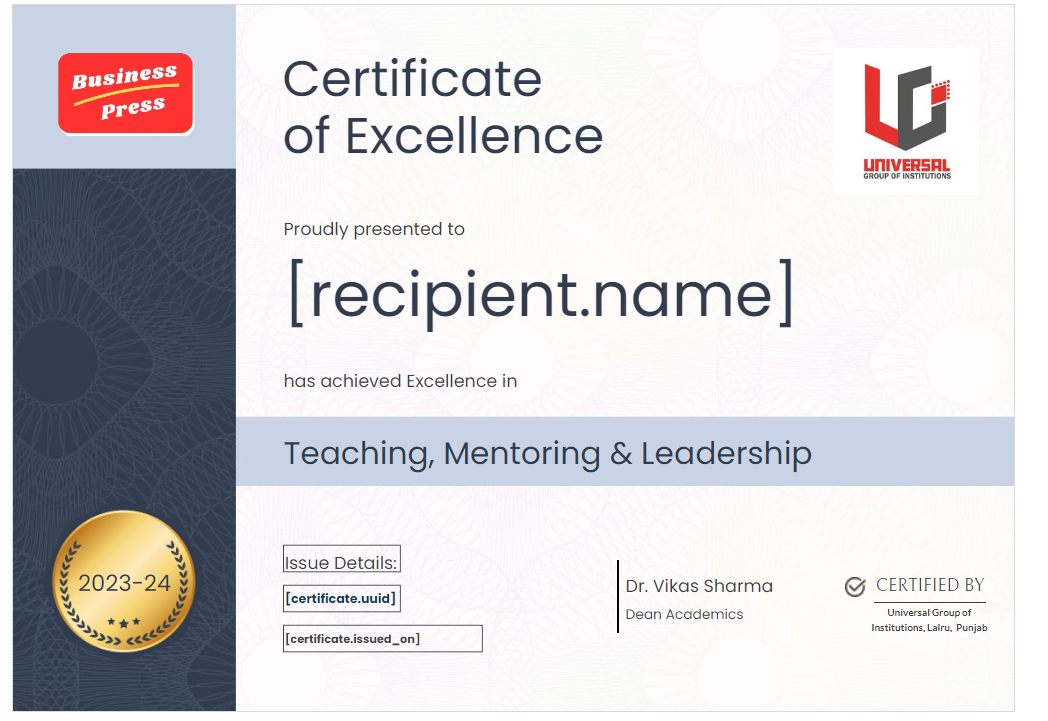 Business
Press
Certificate
of Excellence
UNIVERSAL
GROUP OF INSTITUTIONS
Proudly presented to
[recipient.name]
has achieved Excellence in
Teaching, Mentoring & Leadership
2023-24
Issue Details:
[certificate.uuid]
[certificate.issued_on]
Dr. Vikas Sharma
Dean Academics
CERTIFIED BY
Universal Group of
Institutions, Lalru, Punjab